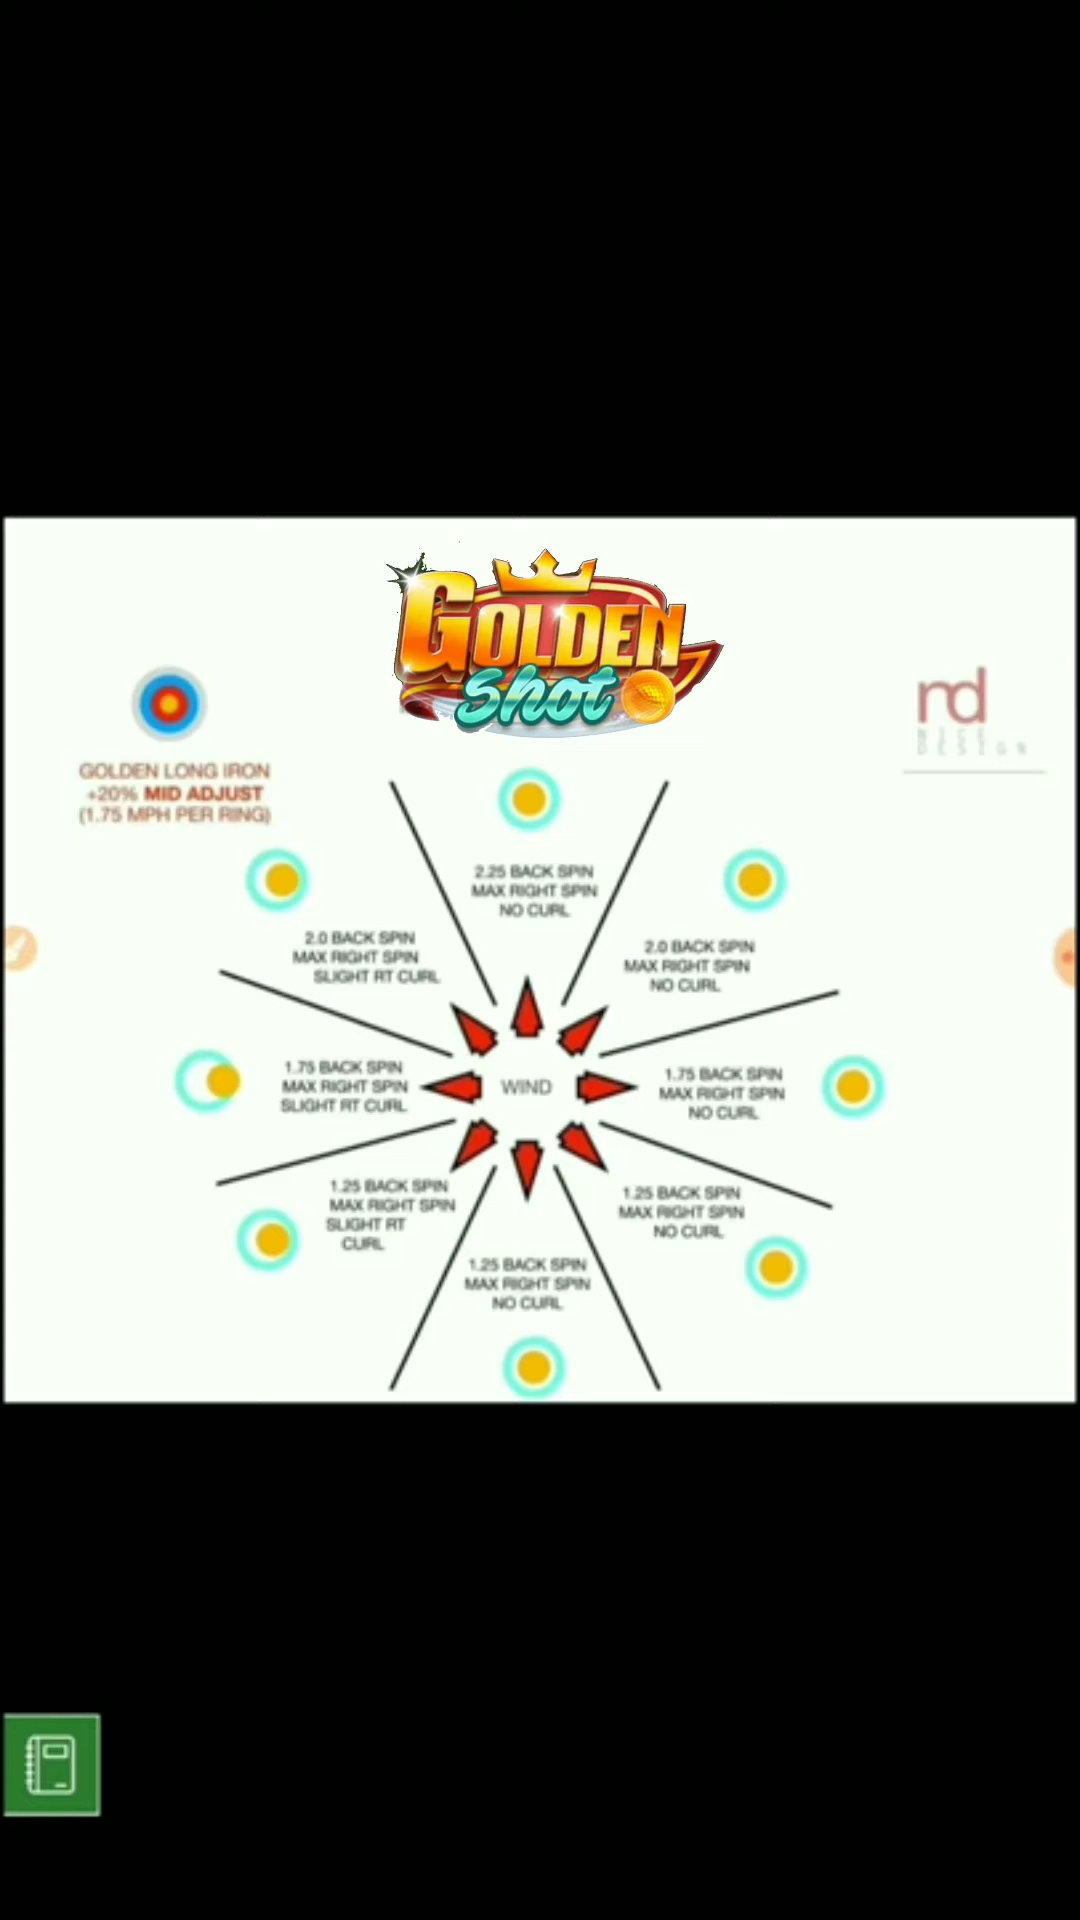 GOLDEN
Shot
nd
NICE
DESIGN
GOLDEN LONG IRON
+20% MID ADJUST
(1.75 MPH PER RING)
2.25 BACK SPIN
MAX RIGHT SPIN
NO CURL
2.0 BACK SPIN
MAX RIGHT SPIN
SLIGHT RT CURL
2.0 BACK SPIN
MAX RIGHT SPIN
NO CURL
1.75 BACK SPIN
MAX RIGHT SPIN
SLIGHT RT CURL
WIND
1.75 BACK SPIN
MAX RIGHT SPIN
NO CURL
1.25 BACK SPIN
MAX RIGHT SPIN
SLIGHT RT
CURL
1.25 BACK SPIN
MAX RIGHT SPIN
NO CURL
1.25 BACK SPIN
MAX RIGHT SPIN
NO CURL